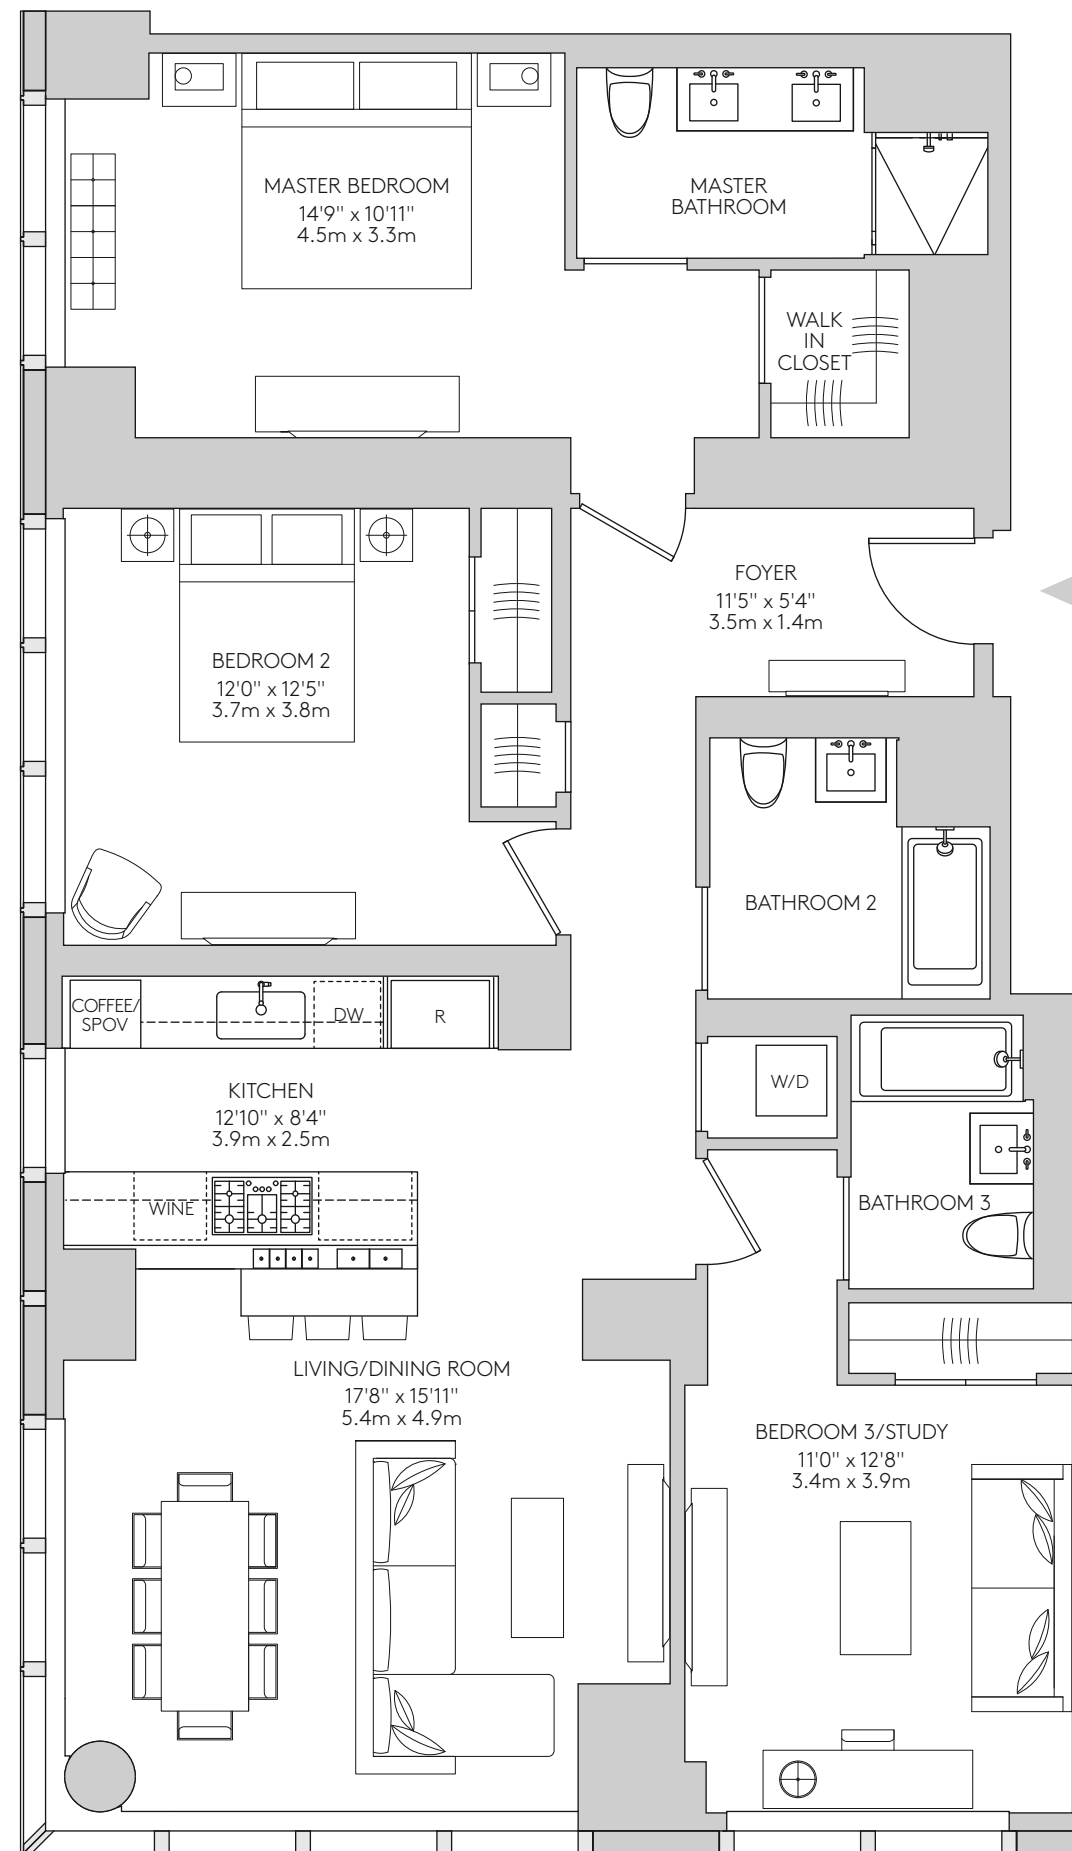 MASTER BEDROOM
14'9" x 10'11"
4.5m x 3.3m
MASTER
BATHROOM
WALK
IN
CLOSET
FOYER
11'5" x 5'4"
3.5m x 1.4m
BEDROOM 2
12'0" x 12'5"
3.7m x 3.8m
BATHROOM 2
COFFEE/
SPOV
DW
R
KITCHEN
12'10" x 8'4"
3.9m x 2.5m
W/D
WINE
BATHROOM 3
LIVING/DINING ROOM
17'8" x 15'11"
5.4m x 4.9m
BEDROOM 3/STUDY
11'0" x 12'8"
3.4m x 3.9m